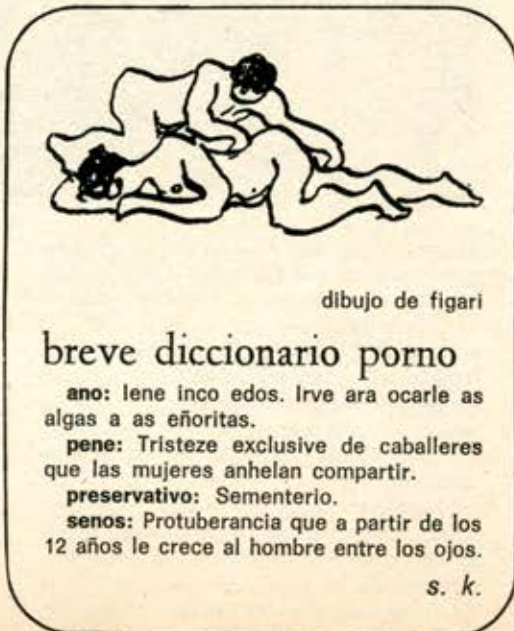 dibujo de figari
breve diccionario porno
ano: Iene inco edos. Irve ara ocarle as
algas a as eñoritas.
pene: Tristeze exclusive de caballeres
que las mujeres anhelan compartir.
preservativo: Sementerio.
senos: Protuberancia que a partir de los
12 años le crece al hombre entre los ojos.
s. k.